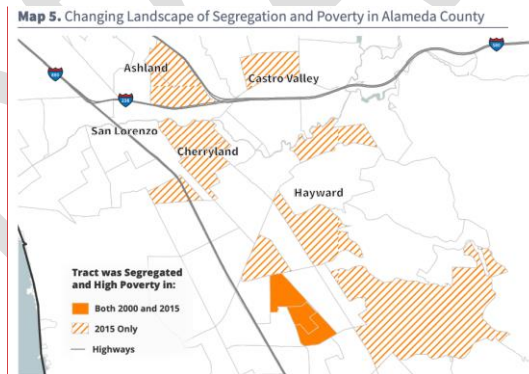 Map 5. Changing Landscape of Segregation and Poverty in Alameda County
Ashland
Castro Valley
San Lorenzo
Cherryland
Hayward
Tract was Segregated
and High Poverty in:
Both 2000 and 2015
2015 Only
Highways